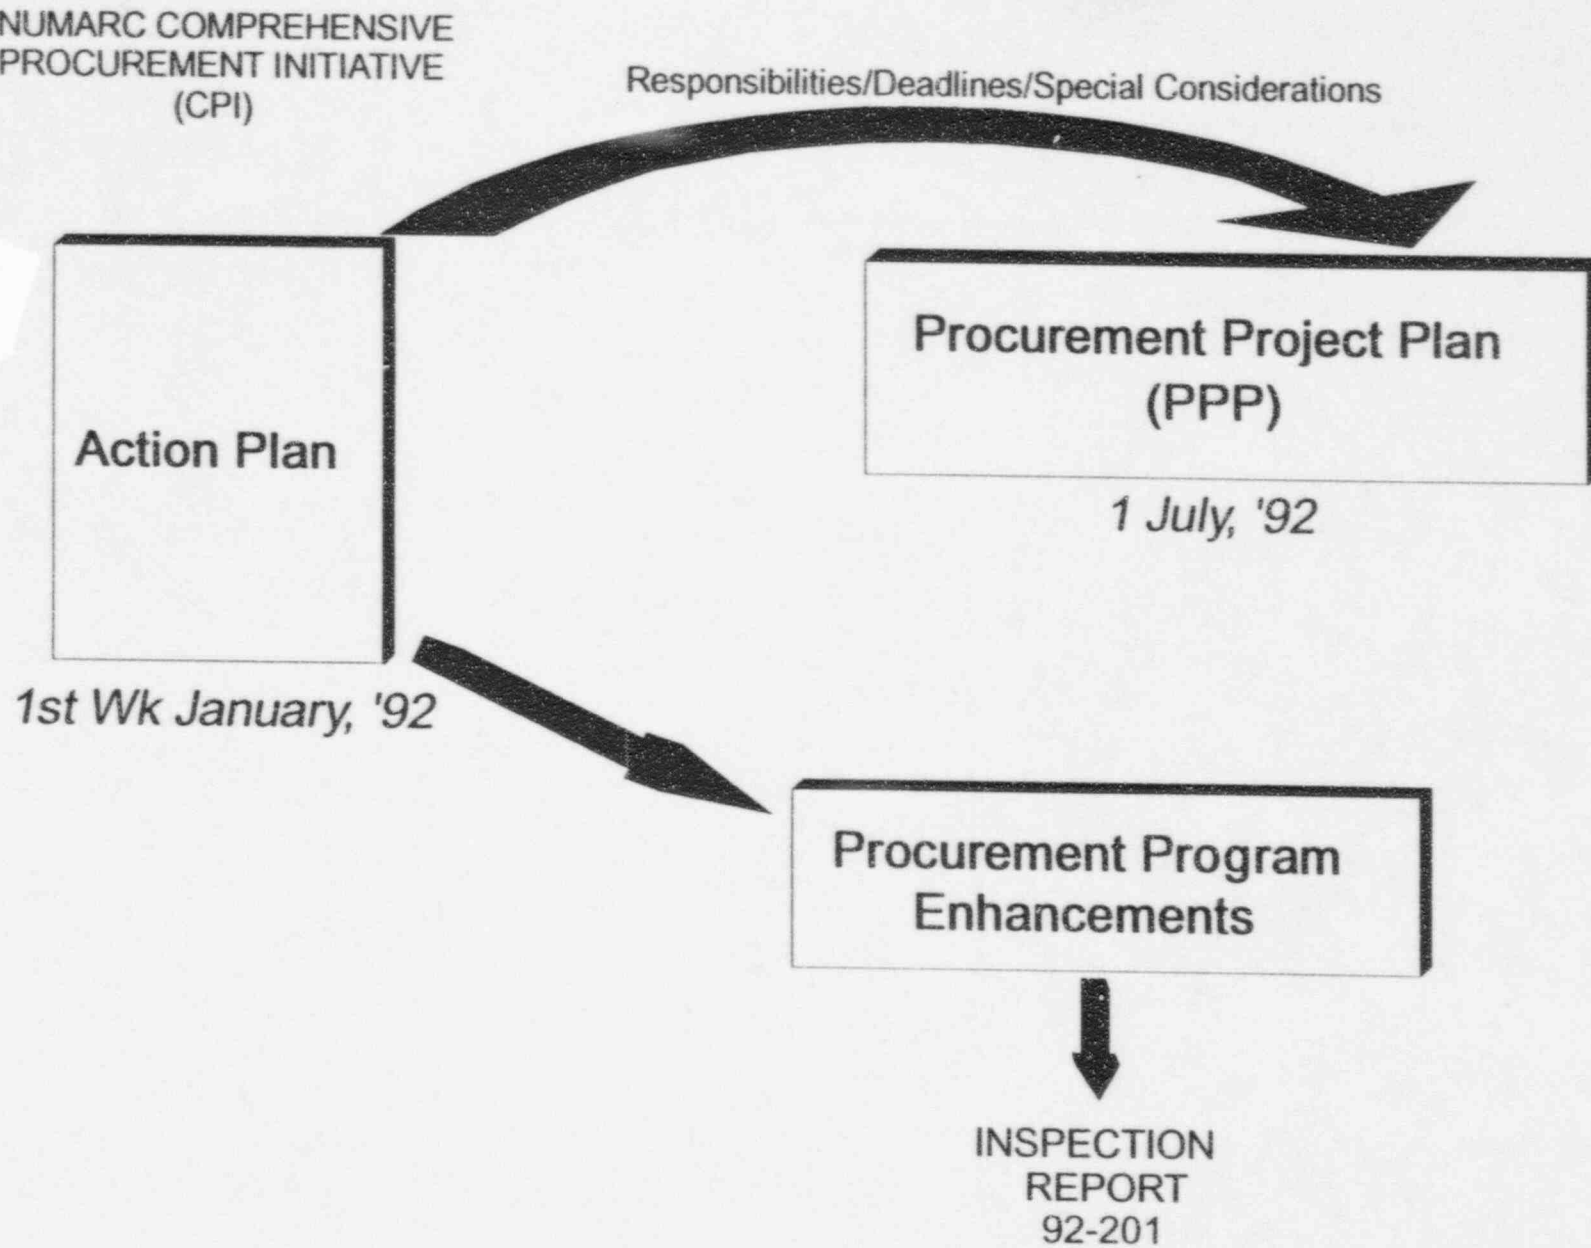 NUMARC COMPREHENSIVE
PROCUREMENT INITIATIVE
(CPI)
Responsibilities/Deadlines/Special Considerations
Action Plan
1st Wk January, '92
Procurement Project Plan
(PPP)
1 July, '92
Procurement Program
Enhancements
INSPECTION
REPORT
92-201